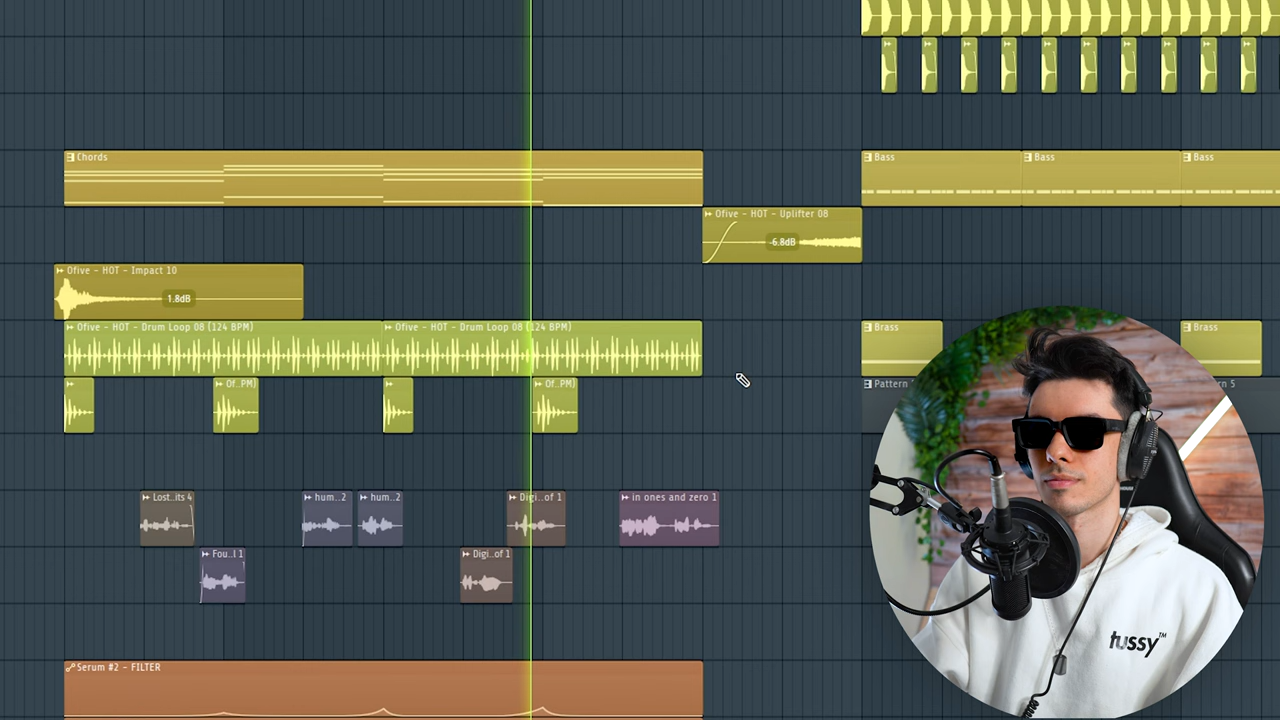 Chords
Bass
Bass
Bass
Ofive - HOT - Uplifter 08
-6.8dB
Ofive - HOT - Impact 10
1.8dB
Ofive - HOT - Drum Loop 08 (124 BPM)
Ofive - HOT - Drum Loop 08 (124 BPM)
Brass
Brass
Of..PM)
Of..PM)
Pattern
rn 5
Lost..its 4
hum..2
hum..2
Digi..of 1
in ones and zero 1
Fou..l 1
Digi..of 1
tussy™
Serum #2 - FILTER